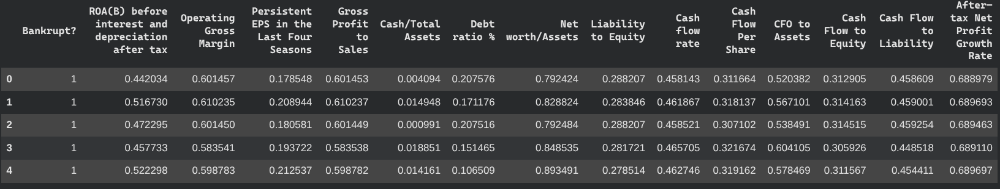 Bankrupt? ROA(B) before interest and depreciation after tax Operating Gross Margin Persistent EPS in the Last Four Seasons Gross Profit to Sales Cash/Total Assets Debt ratio % Net worth/Assets Liability to Equity Cash flow rate Cash Flow Per Share CFO to Assets Cash Flow to Equity Cash Flow to Liability After-tax Net Profit Growth Rate
0 1 0.442034 0.601457 0.178548 0.601453 0.004094 0.207576 0.792424 0.288207 0.458143 0.311664 0.520382 0.312905 0.458609 0.688979
1 1 0.516730 0.610235 0.208944 0.610237 0.014948 0.171176 0.828824 0.283846 0.461867 0.318137 0.567101 0.314163 0.459001 0.689693
2 1 0.472295 0.601450 0.180581 0.601449 0.000991 0.207516 0.792484 0.288207 0.458521 0.307102 0.538491 0.314515 0.459254 0.689463
3 1 0.457733 0.583541 0.193722 0.583538 0.018851 0.151465 0.848535 0.281721 0.465705 0.321674 0.604105 0.305926 0.448518 0.689110
4 1 0.522298 0.598783 0.212537 0.598782 0.014161 0.106509 0.893491 0.278514 0.462746 0.319162 0.578469 0.311567 0.454411 0.689697